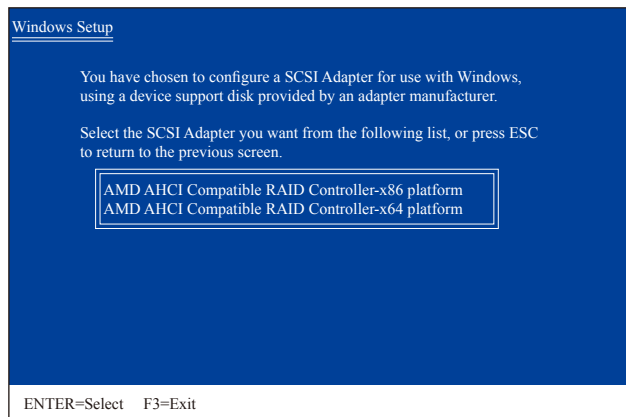 Windows Setup
You have chosen to configure a SCSI Adapter for use with Windows,
using a device support disk provided by an adapter manufacturer.
Select the SCSI Adapter you want from the following list, or press ESC
to return to the previous screen.
AMD AHCI Compatible RAID Controller-x86 platform
AMD AHCI Compatible RAID Controller-x64 platform
ENTER=Select F3=Exit